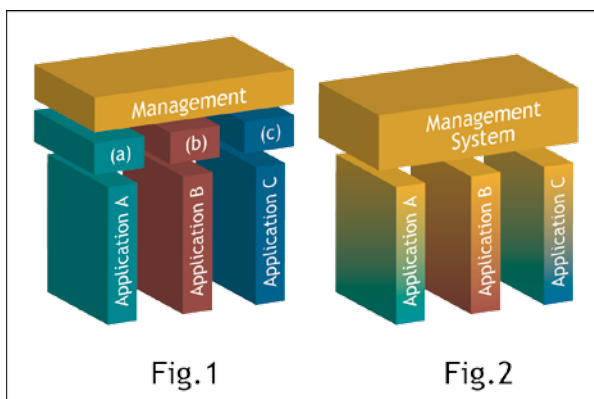 Management
(a)
(b)
(c)
Application A
Application B
Application C
Fig.1
Management
System
Application A
Application B
Application C
Fig.2